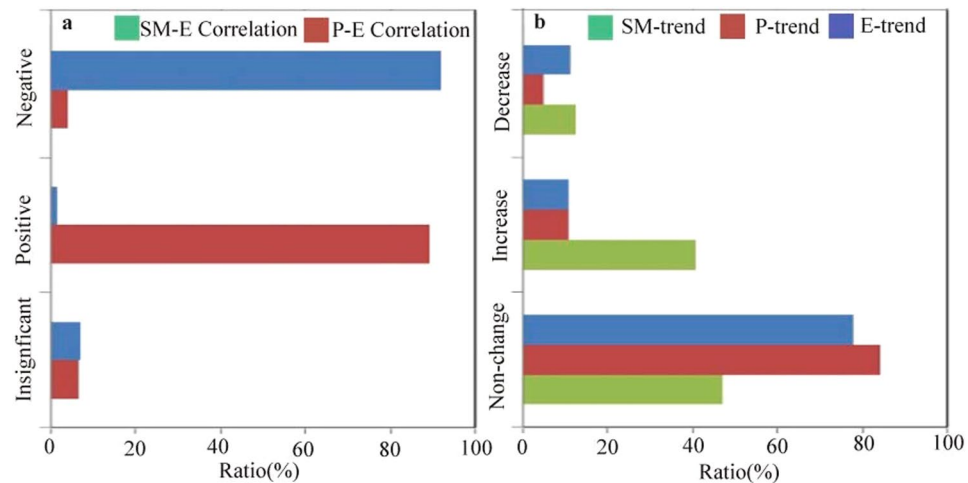 a
SM-E Correlation
P-E Correlation
Negative
Positive
Insignficant
0 20 40 60 80 100
Ratio(%)
b
SM-trend
P-trend
E-trend
Decrease
Increase
Non-change
0 20 40 60 80 100
Ratio(%)